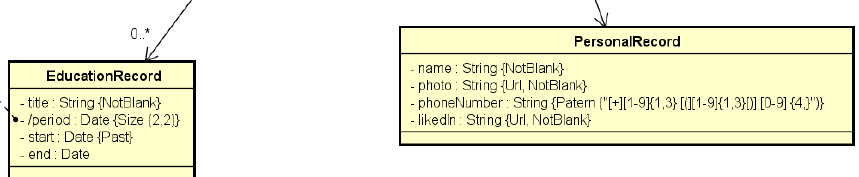 0..*
EducationRecord
- title : String {NotBlank}
- /period : Date {Size (2,2)}
- start : Date {Past}
- end : Date
PersonalRecord
- name : String {NotBlank}
- photo : String {Url, NotBlank}
- phoneNumber : String {Patern ("[+][1-9]{1,3} [(][1-9]{1,3}[)] [0-9] {4,}")}
- likedIn : String {Url, NotBlank}